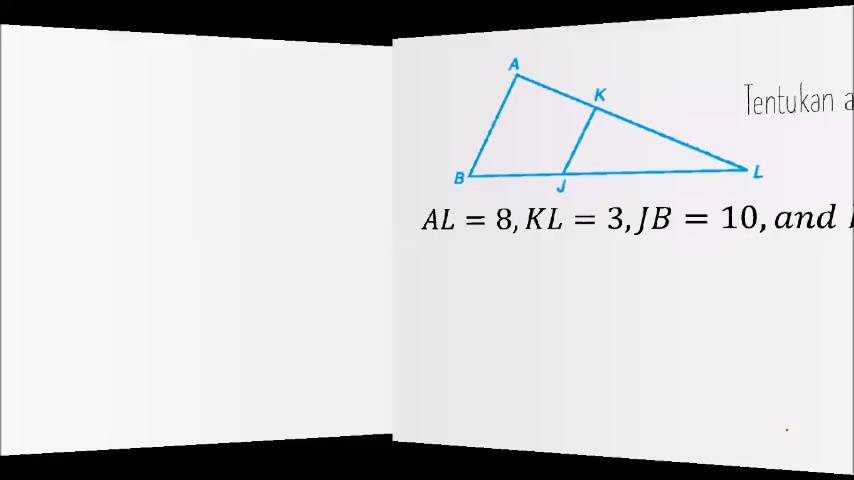 A
K
Tentukan
B
J
L
AL = 8, KL = 3, JB = 10, and